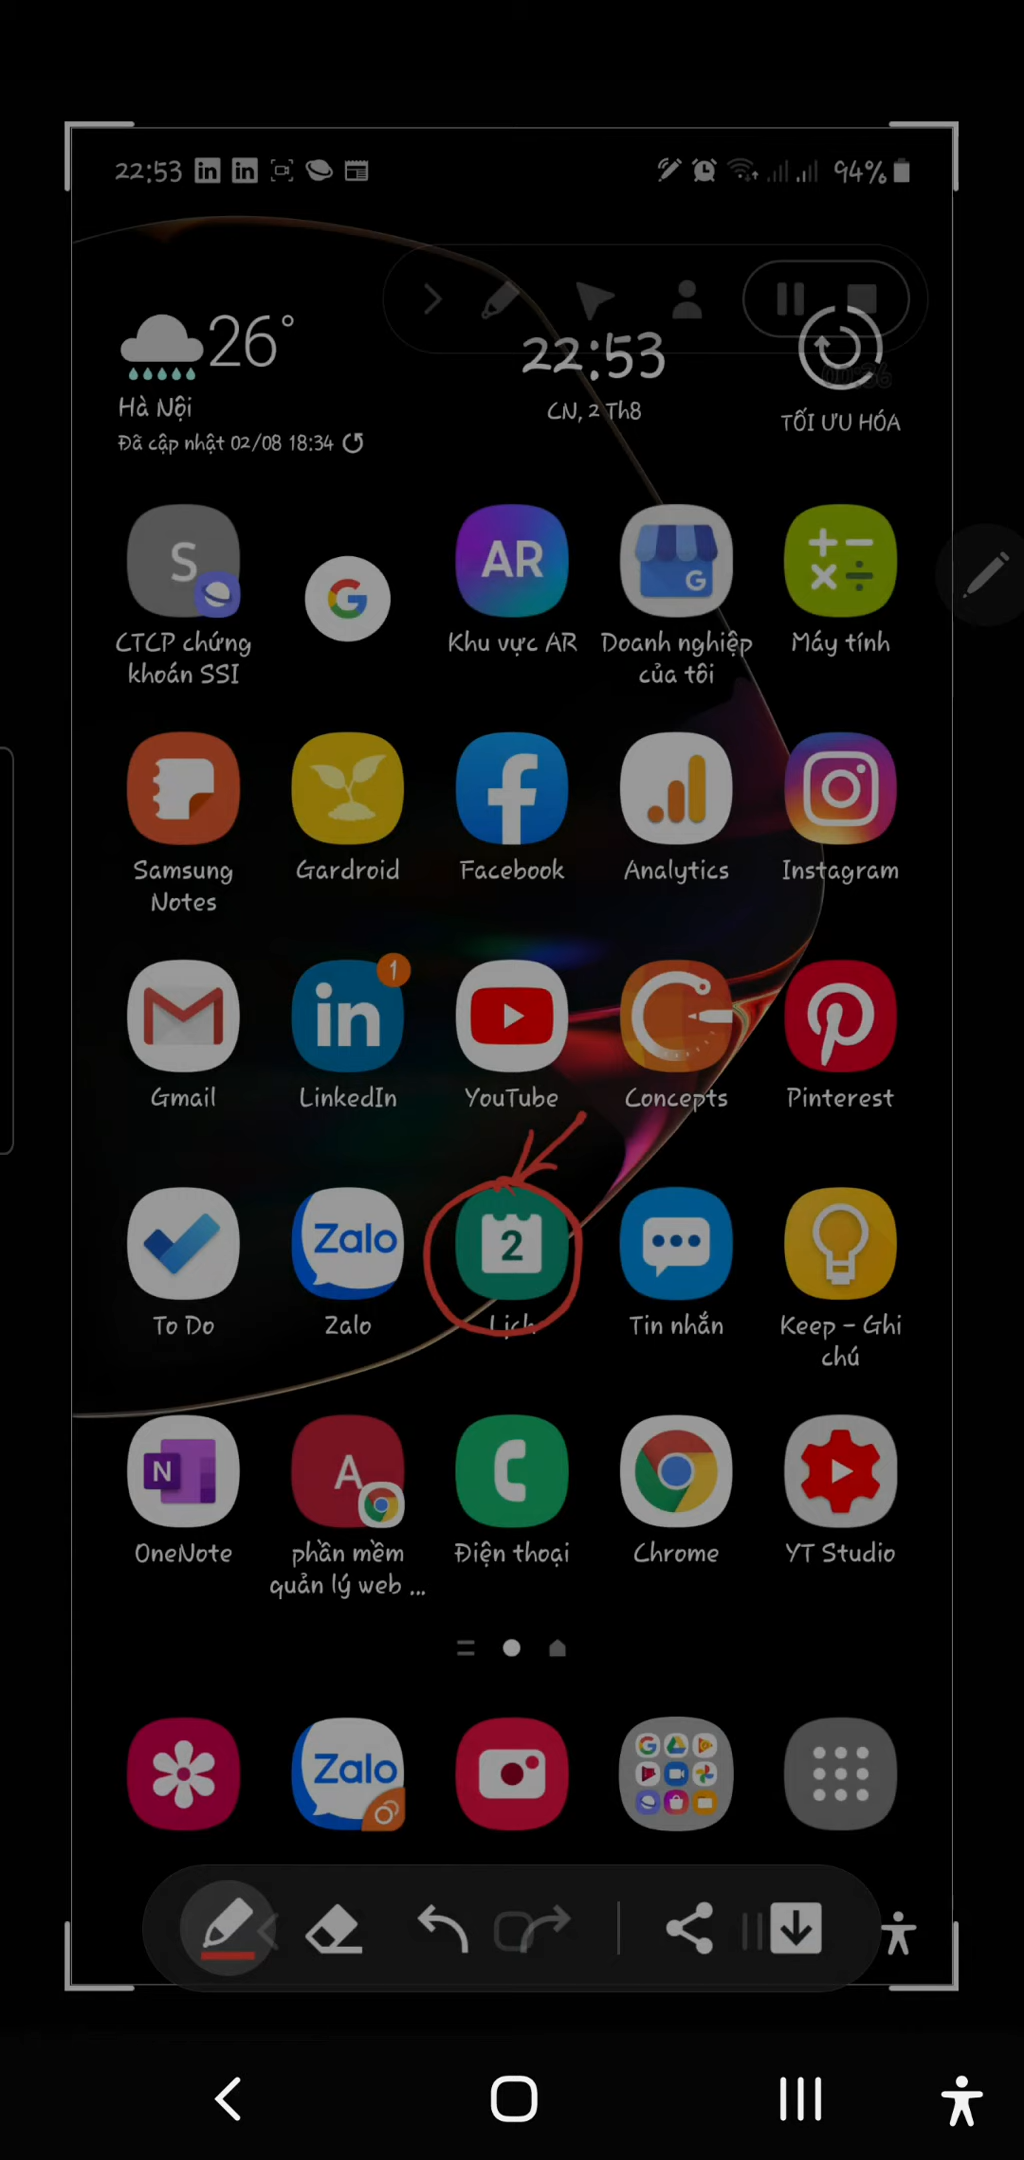 22:53
94%
26°
22:53
00:36
Hà Nội
CN, 2 Th8
TỐI ƯU HÓA
Đã cập nhật 02/08 18:34
S
G
AR
G
CTCP chứng khoán SSI
Khu vực AR
Doanh nghiệp của tôi
Máy tính
Samsung Notes
Gardroid
Facebook
Analytics
Instagram
in
1
Gmail
LinkedIn
YouTube
Concepts
Pinterest
Zalo
2
To Do
Zalo
Lịch
Tin nhắn
Keep – Ghi chú
N
A
OneNote
phần mềm quản lý web ...
Điện thoại
Chrome
YT Studio
Zalo